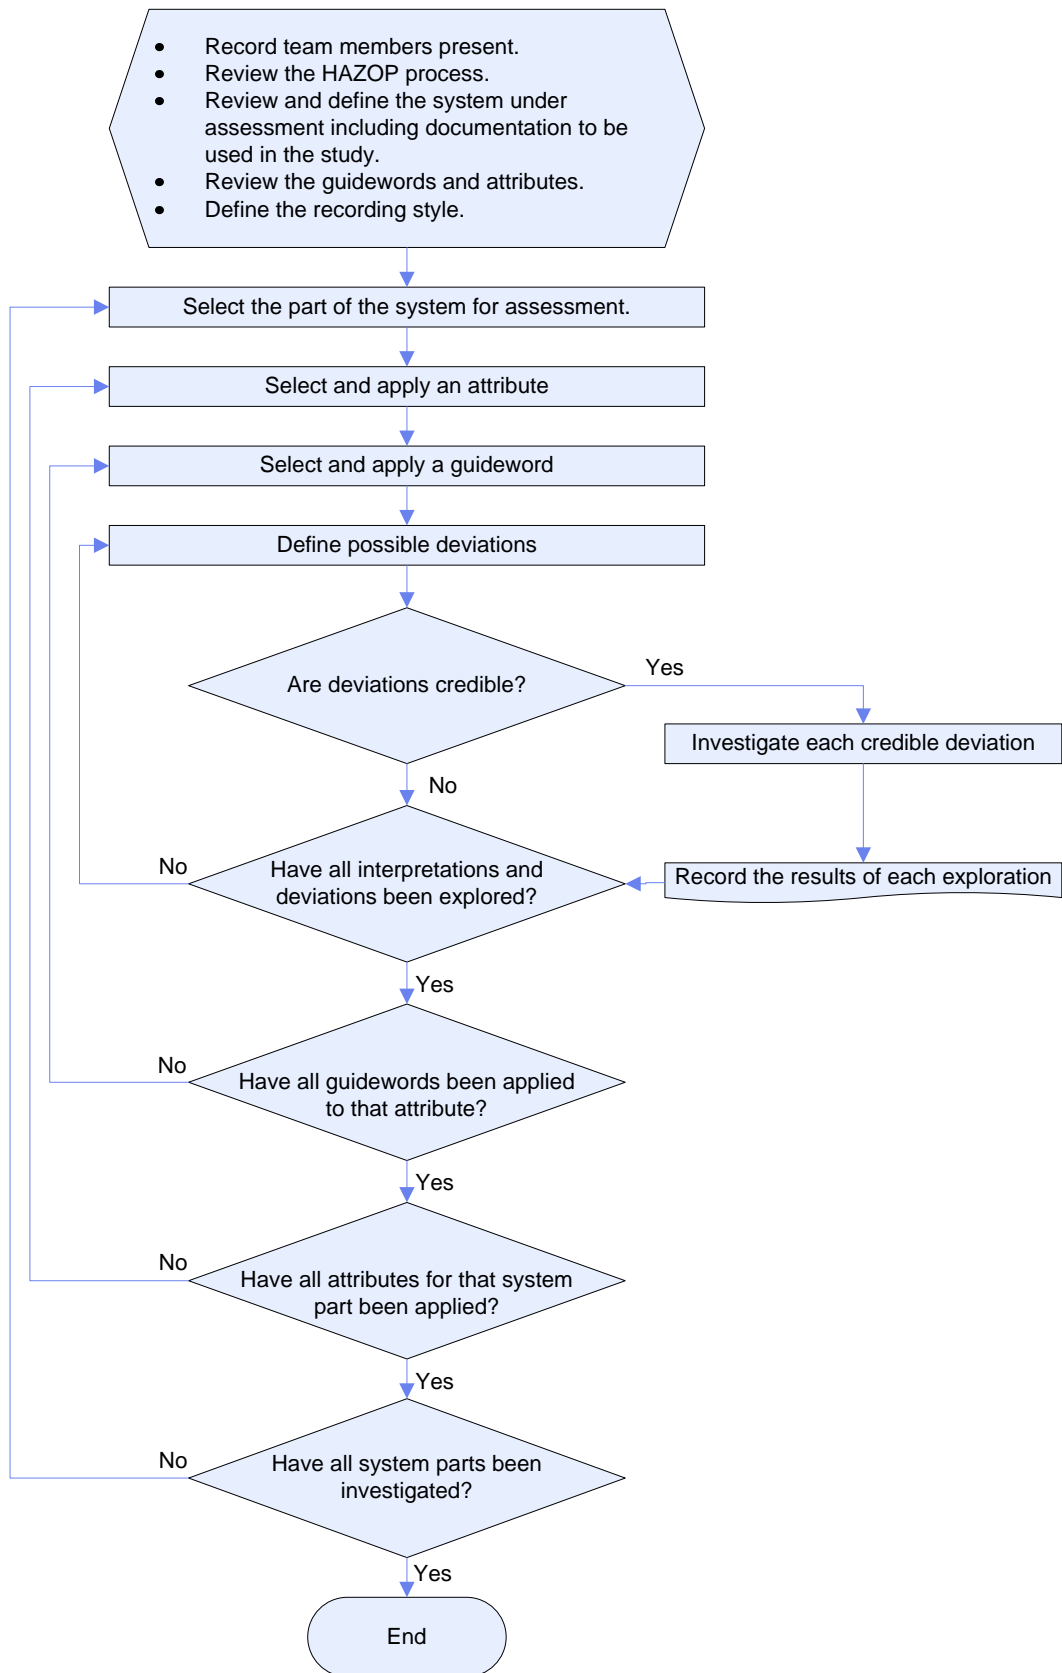 • Record team members present.
• Review the HAZOP process.
• Review and define the system under
assessment including documentation to be
used in the study.
• Review the guidewords and attributes.
• Define the recording style.
Select the part of the system for assessment.
Select and apply an attribute
Select and apply a guideword
Define possible deviations
Are deviations credible?
Yes
Investigate each credible deviation
No
Have all interpretations and
deviations been explored?
No
Record the results of each exploration
Yes
Have all guidewords been applied
to that attribute?
No
Yes
Have all attributes for that system
part been applied?
No
Yes
Have all system parts been
investigated?
No
Yes
End